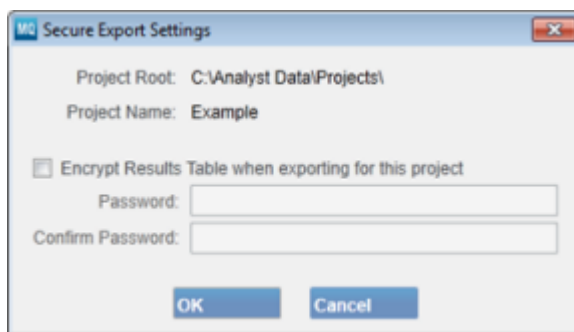 MQ Secure Export Settings
Project Root: C:\Analyst Data\Projects\
Project Name: Example
Encrypt Results Table when exporting for this project
Password:
Confirm Password:
OK Cancel